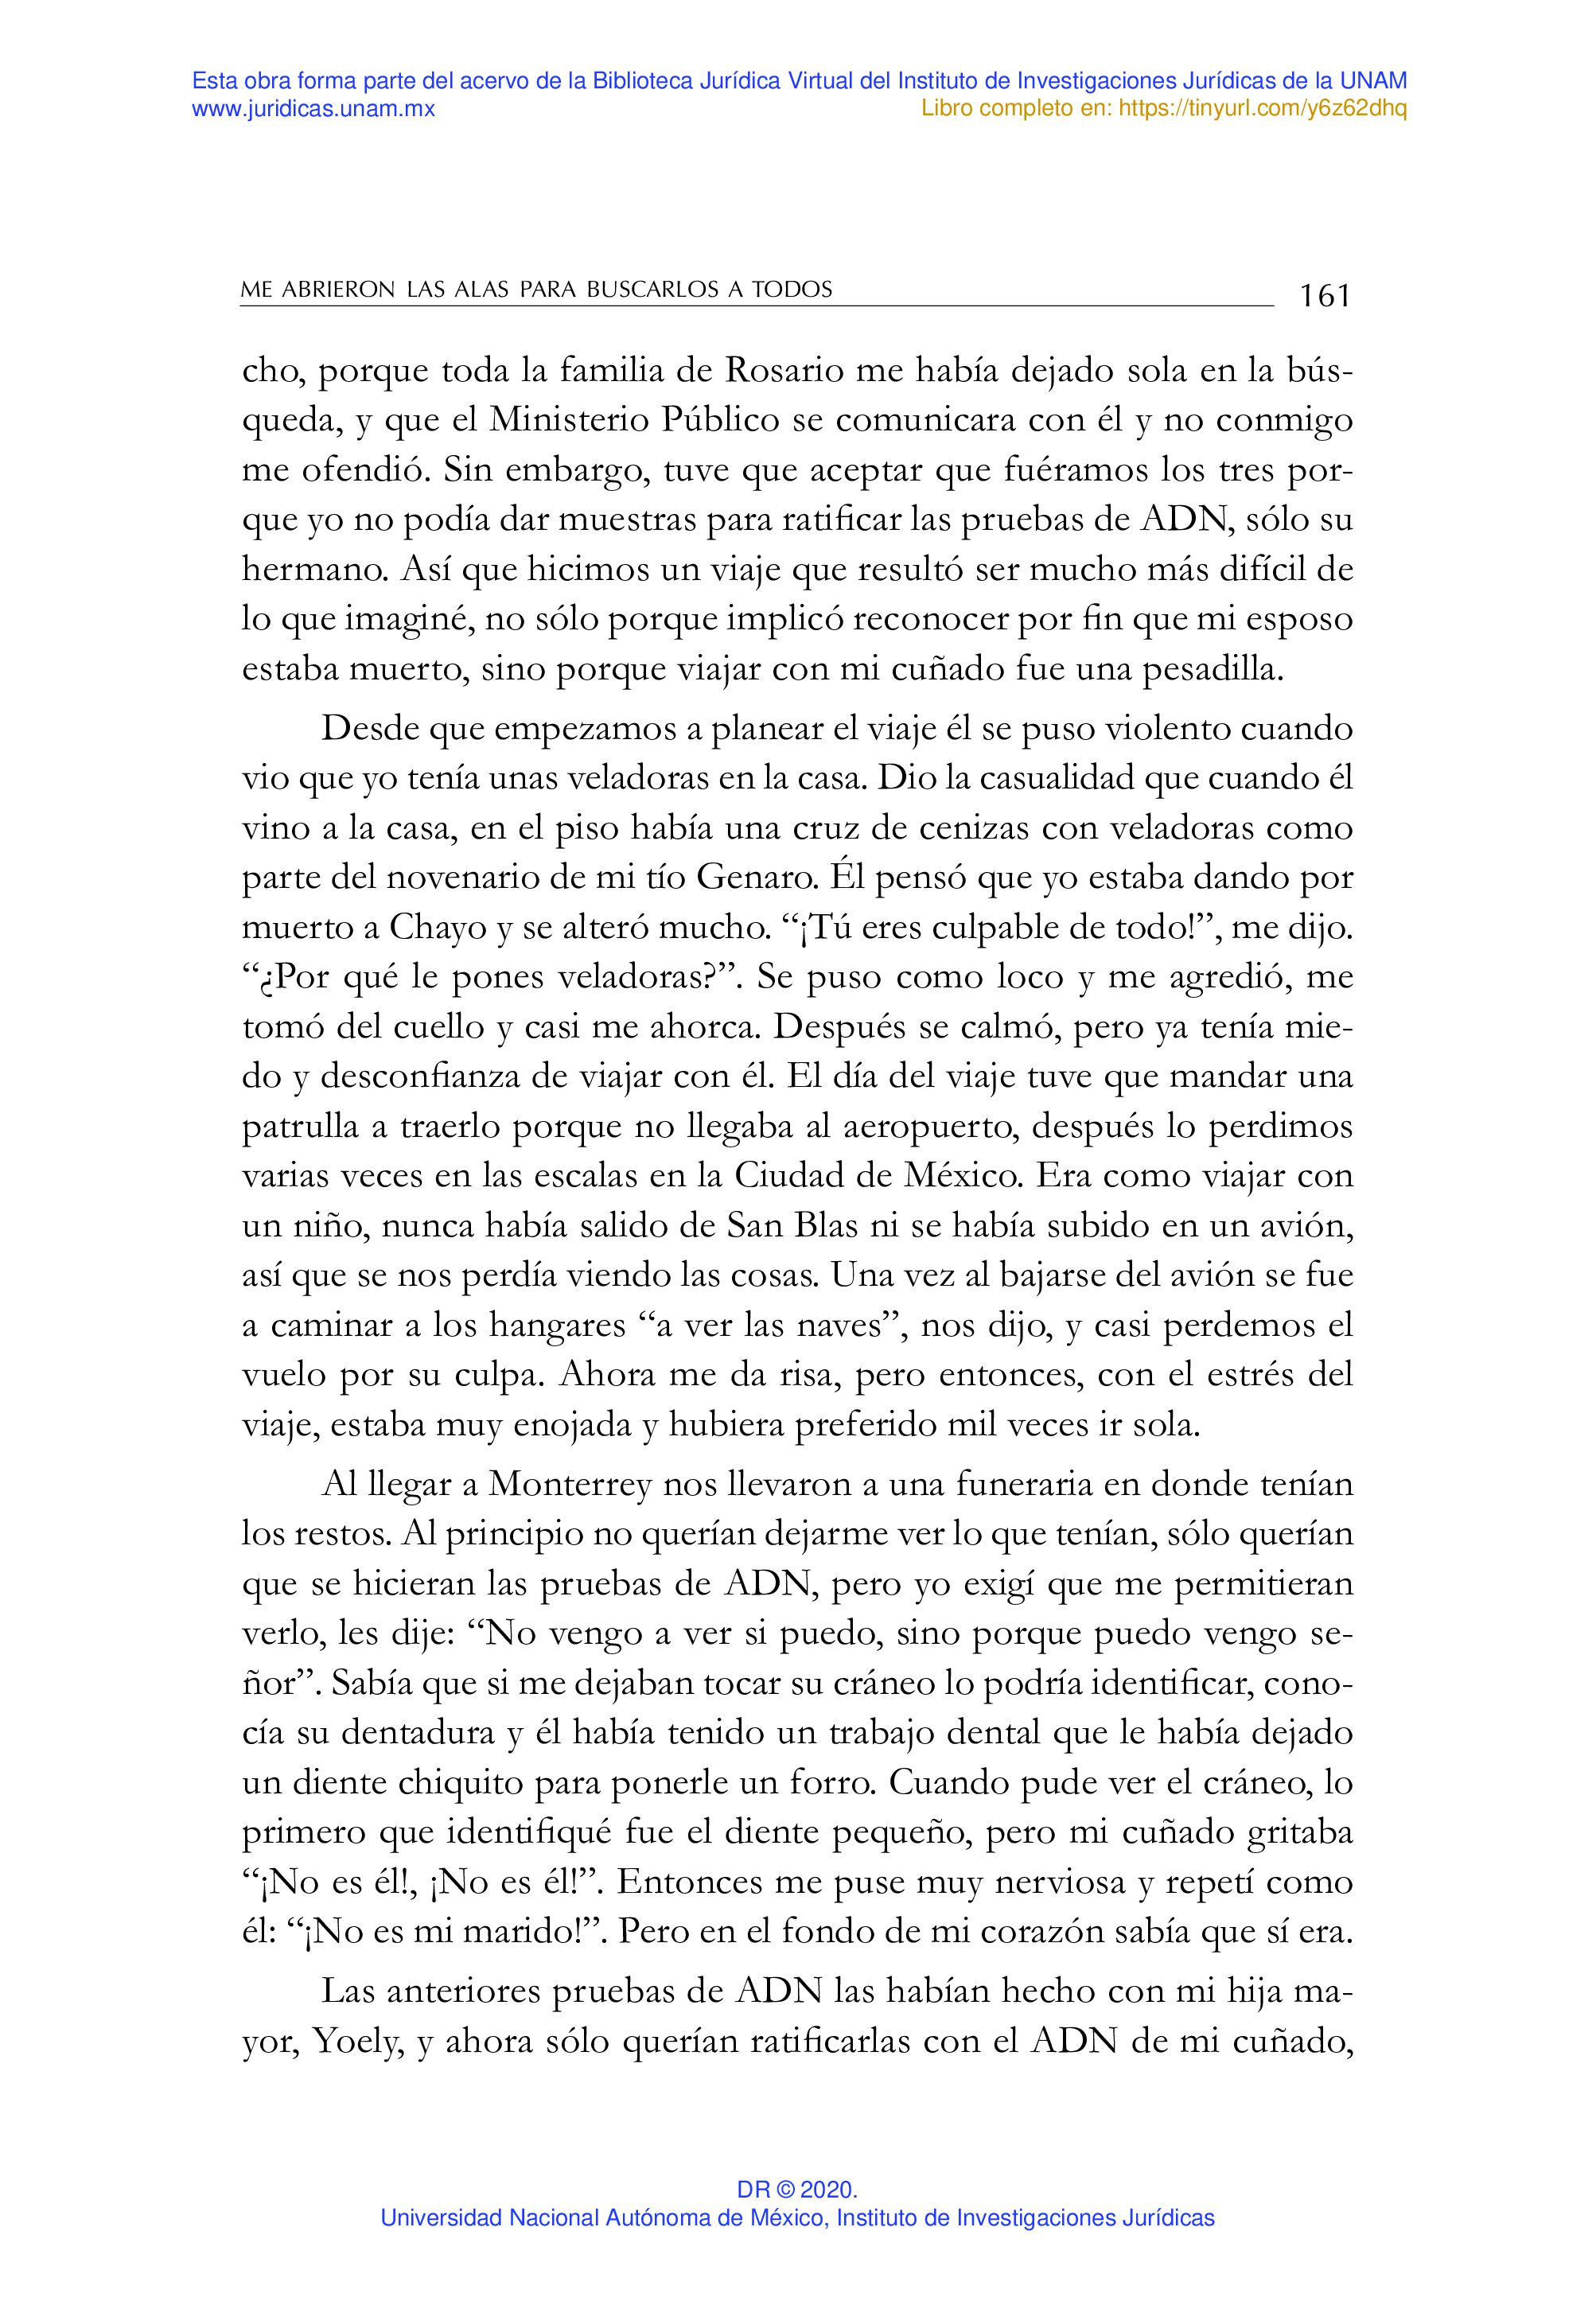 Esta obra forma parte del acervo de la Biblioteca Jurídica Virtual del Instituto de Investigaciones Jurídicas de la UNAM
www.juridicas.unam.mx
Libro completo en: https://tinyurl.com/y6z62dhq
ME ABRIERON LAS ALAS PARA BUSCARLOS A TODOS
161
cho, porque toda la familia de Rosario me había dejado sola en la bús-
queda, y que el Ministerio Público se comunicara con él y no conmigo
me ofendió. Sin embargo, tuve que aceptar que fuéramos los tres por-
que yo no podía dar muestras para ratificar las pruebas de ADN, sólo su
hermano. Así que hicimos un viaje que resultó ser mucho más difícil de
lo que imaginé, no sólo porque implicó reconocer por fin que mi esposo
estaba muerto, sino porque viajar con mi cuñado fue una pesadilla.
Desde que empezamos a planear el viaje él se puso violento cuando
vio que yo tenía unas veladoras en la casa. Dio la casualidad que cuando él
vino a la casa, en el piso había una cruz de cenizas con veladoras como
parte del novenario de mi tío Genaro. Él pensó que yo estaba dando por
muerto a Chayo y se alteró mucho. “¡Tú eres culpable de todo!”, me dijo.
“¿Por qué le pones veladoras?”. Se puso como loco y me agredió, me
tomó del cuello y casi me ahorca. Después se calmó, pero ya tenía mie-
do y desconfianza de viajar con él. El día del viaje tuve que mandar una
patrulla a traerlo porque no llegaba al aeropuerto, después lo perdimos
varias veces en las escalas en la Ciudad de México. Era como viajar con
un niño, nunca había salido de San Blas ni se había subido en un avión,
así que se nos perdía viendo las cosas. Una vez al bajarse del avión se fue
a caminar a los hangares “a ver las naves”, nos dijo, y casi perdemos el
vuelo por su culpa. Ahora me da risa, pero entonces, con el estrés del
viaje, estaba muy enojada y hubiera preferido mil veces ir sola.
Al llegar a Monterrey nos llevaron a una funeraria en donde tenían
los restos. Al principio no querían dejarme ver lo que tenían, sólo querían
que se hicieran las pruebas de ADN, pero yo exigí que me permitieran
verlo, les dije: “No vengo a ver si puedo, sino porque puedo vengo se-
ñor”. Sabía que si me dejaban tocar su cráneo lo podría identificar, cono-
cía su dentadura y él había tenido un trabajo dental que le había dejado
un diente chiquito para ponerle un forro. Cuando pude ver el cráneo, lo
primero que identifiqué fue el diente pequeño, pero mi cuñado gritaba
“¡No es él!, ¡No es él!”. Entonces me puse muy nerviosa y repetí como
él: “¡No es mi marido!”. Pero en el fondo de mi corazón sabía que sí era.
Las anteriores pruebas de ADN las habían hecho con mi hija ma-
yor, Yoely, y ahora sólo querían ratificarlas con el ADN de mi cuñado,
DR © 2020.
Universidad Nacional Autónoma de México, Instituto de Investigaciones Jurídicas